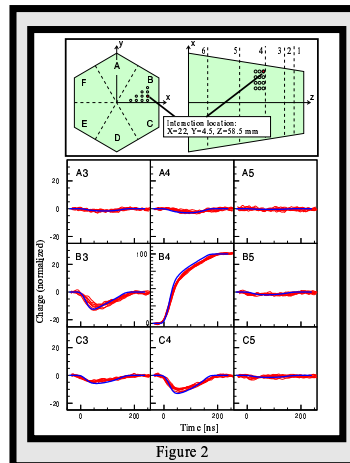 y
x
A
B
C
D
E
F
x
6
5
4
3
2
1
z
Interaction location:
X=22, Y=4.5, Z=58.5 mm
A3
A4
A5
20
0
-20
B3
B4
B5
20
0
-20
100
0
C3
C4
C5
20
0
-20
0
200
0
200
0
200
Charge (normalized)
Time [ns]
Figure 2